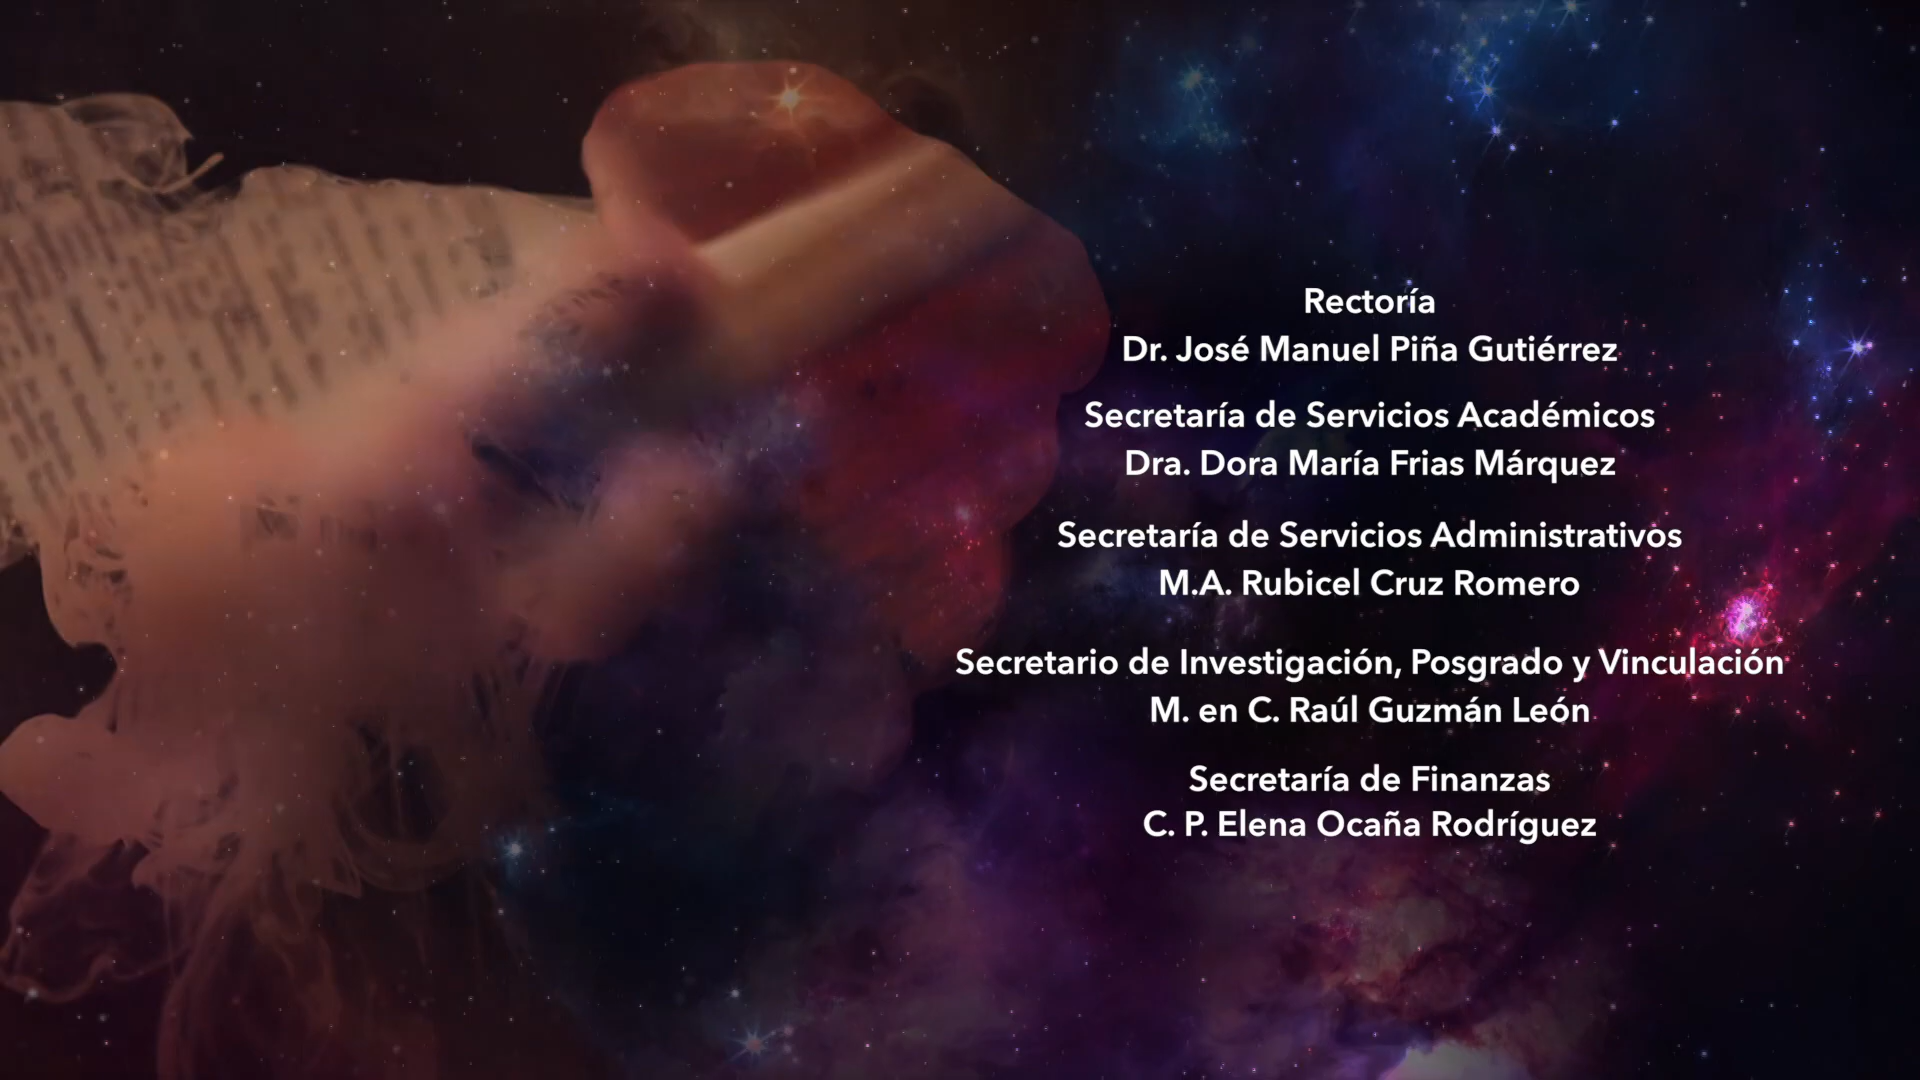 Rectoría
Dr. José Manuel Piña Gutiérrez
Secretaría de Servicios Académicos
Dra. Dora María Frias Márquez
Secretaría de Servicios Administrativos
M.A. Rubicel Cruz Romero
Secretario de Investigación, Posgrado y Vinculación
M. en C. Raúl Guzmán León
Secretaría de Finanzas
C. P. Elena Ocaña Rodríguez